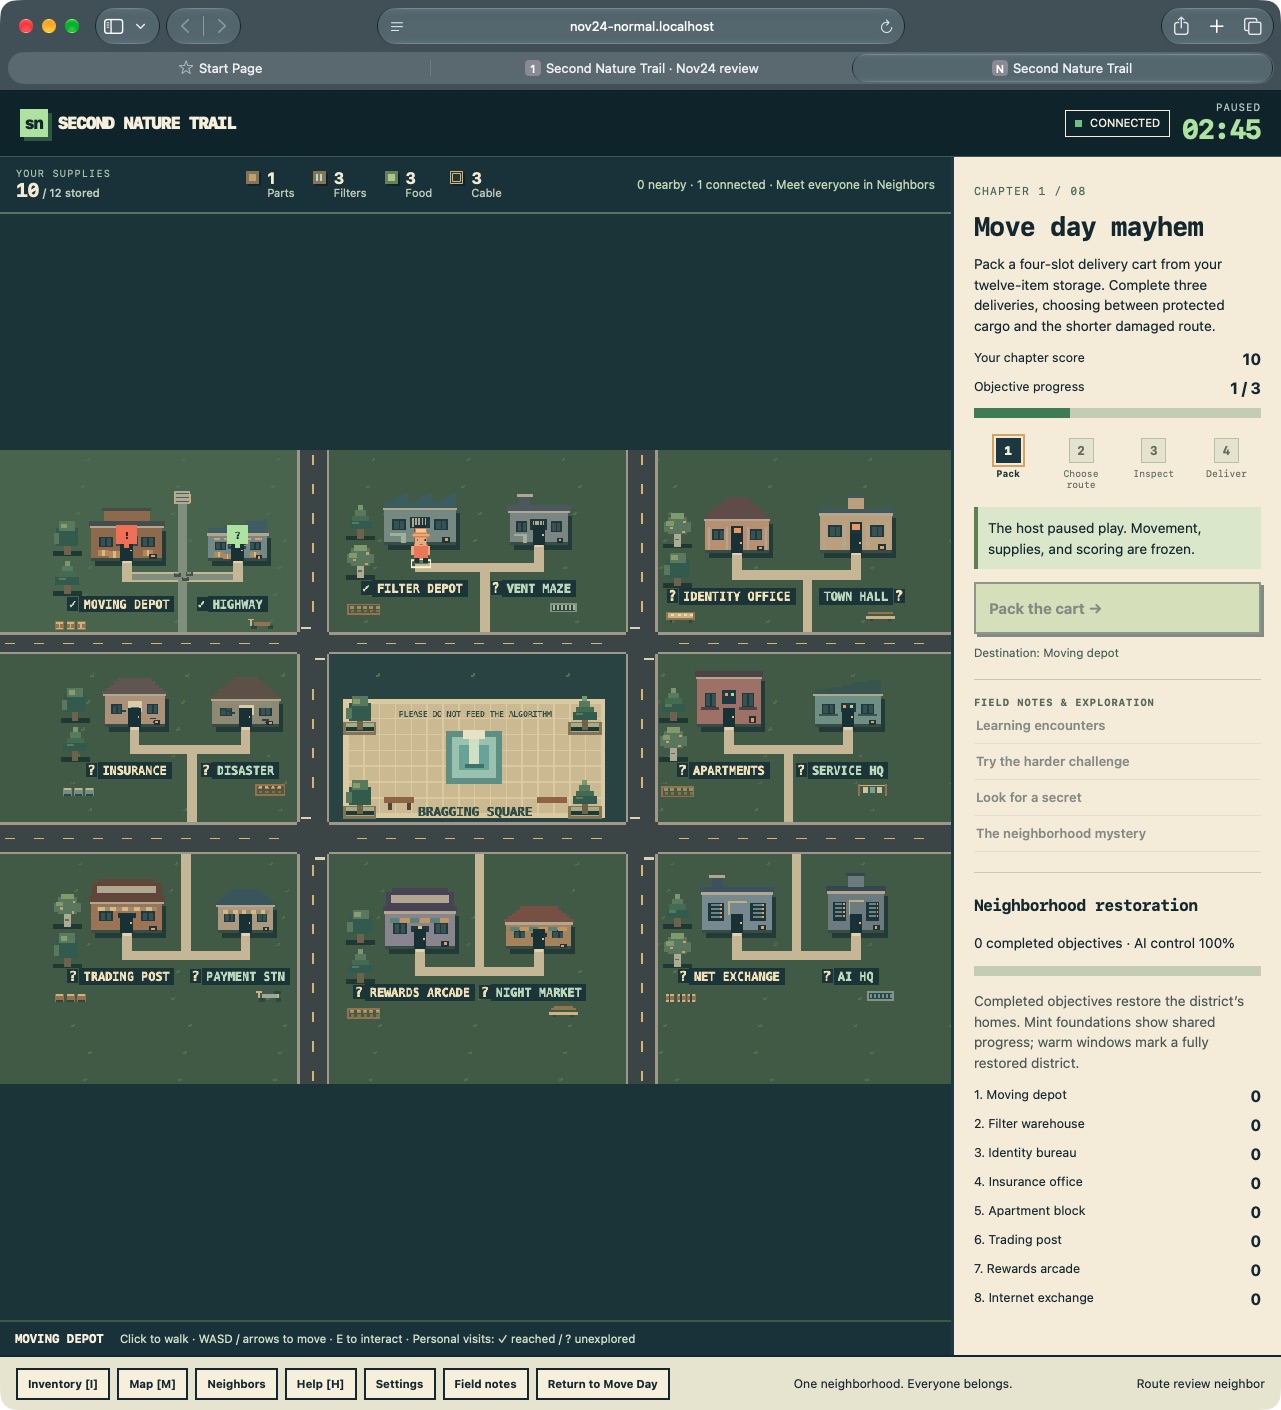 nov24-normal.localhost
Start Page
1 Second Nature Trail · Nov24 review
N Second Nature Trail
sn SECOND NATURE TRAIL
CONNECTED
PAUSED
02:45
YOUR SUPPLIES
10 / 12 stored
1
Parts
3
Filters
3
Food
3
Cable
0 nearby · 1 connected · Meet everyone in Neighbors
! ?
✓ MOVING DEPOT
✓ HIGHWAY
✓ FILTER DEPOT
? VENT MAZE
? IDENTITY OFFICE
TOWN HALL ?
? INSURANCE
? DISASTER
PLEASE DO NOT FEED THE ALGORITHM
BRAGGING SQUARE
? APARTMENTS
? SERVICE HQ
? TRADING POST
? PAYMENT STN
? REWARDS ARCADE
? NIGHT MARKET
? NET EXCHANGE
? AI HQ
MOVING DEPOT Click to walk · WASD / arrows to move · E to interact · Personal visits: ✓ reached / ? unexplored
CHAPTER 1 / 08
Move day mayhem
Pack a four-slot delivery cart from your
twelve-item storage. Complete three
deliveries, choosing between protected
cargo and the shorter damaged route.
Your chapter score 10
Objective progress 1 / 3
1 2 3 4
Pack Choose route Inspect Deliver
The host paused play. Movement,
supplies, and scoring are frozen.
Pack the cart →
Destination: Moving depot
FIELD NOTES & EXPLORATION
Learning encounters
Try the harder challenge
Look for a secret
The neighborhood mystery
Neighborhood restoration
0 completed objectives · AI control 100%
Completed objectives restore the district's
homes. Mint foundations show shared
progress; warm windows mark a fully
restored district.
1. Moving depot 0
2. Filter warehouse 0
3. Identity bureau 0
4. Insurance office 0
5. Apartment block 0
6. Trading post 0
7. Rewards arcade 0
8. Internet exchange 0
Inventory [I] Map [M] Neighbors Help [H] Settings Field notes Return to Move Day
One neighborhood. Everyone belongs.
Route review neighbor